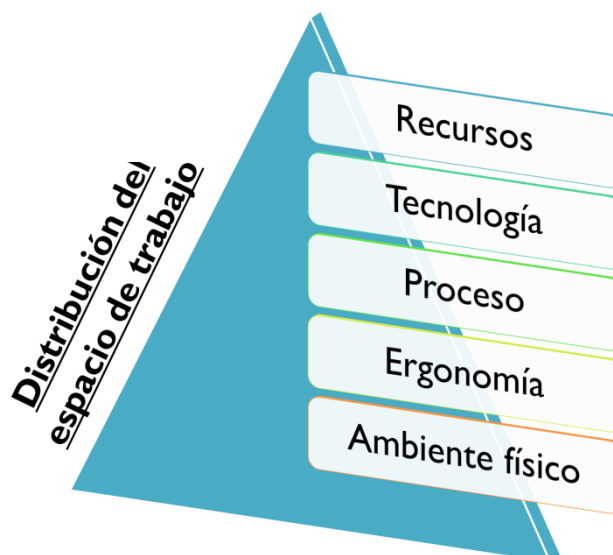 Distribución del
espacio de trabajo
Recursos
Tecnología
Proceso
Ergonomía
Ambiente físico